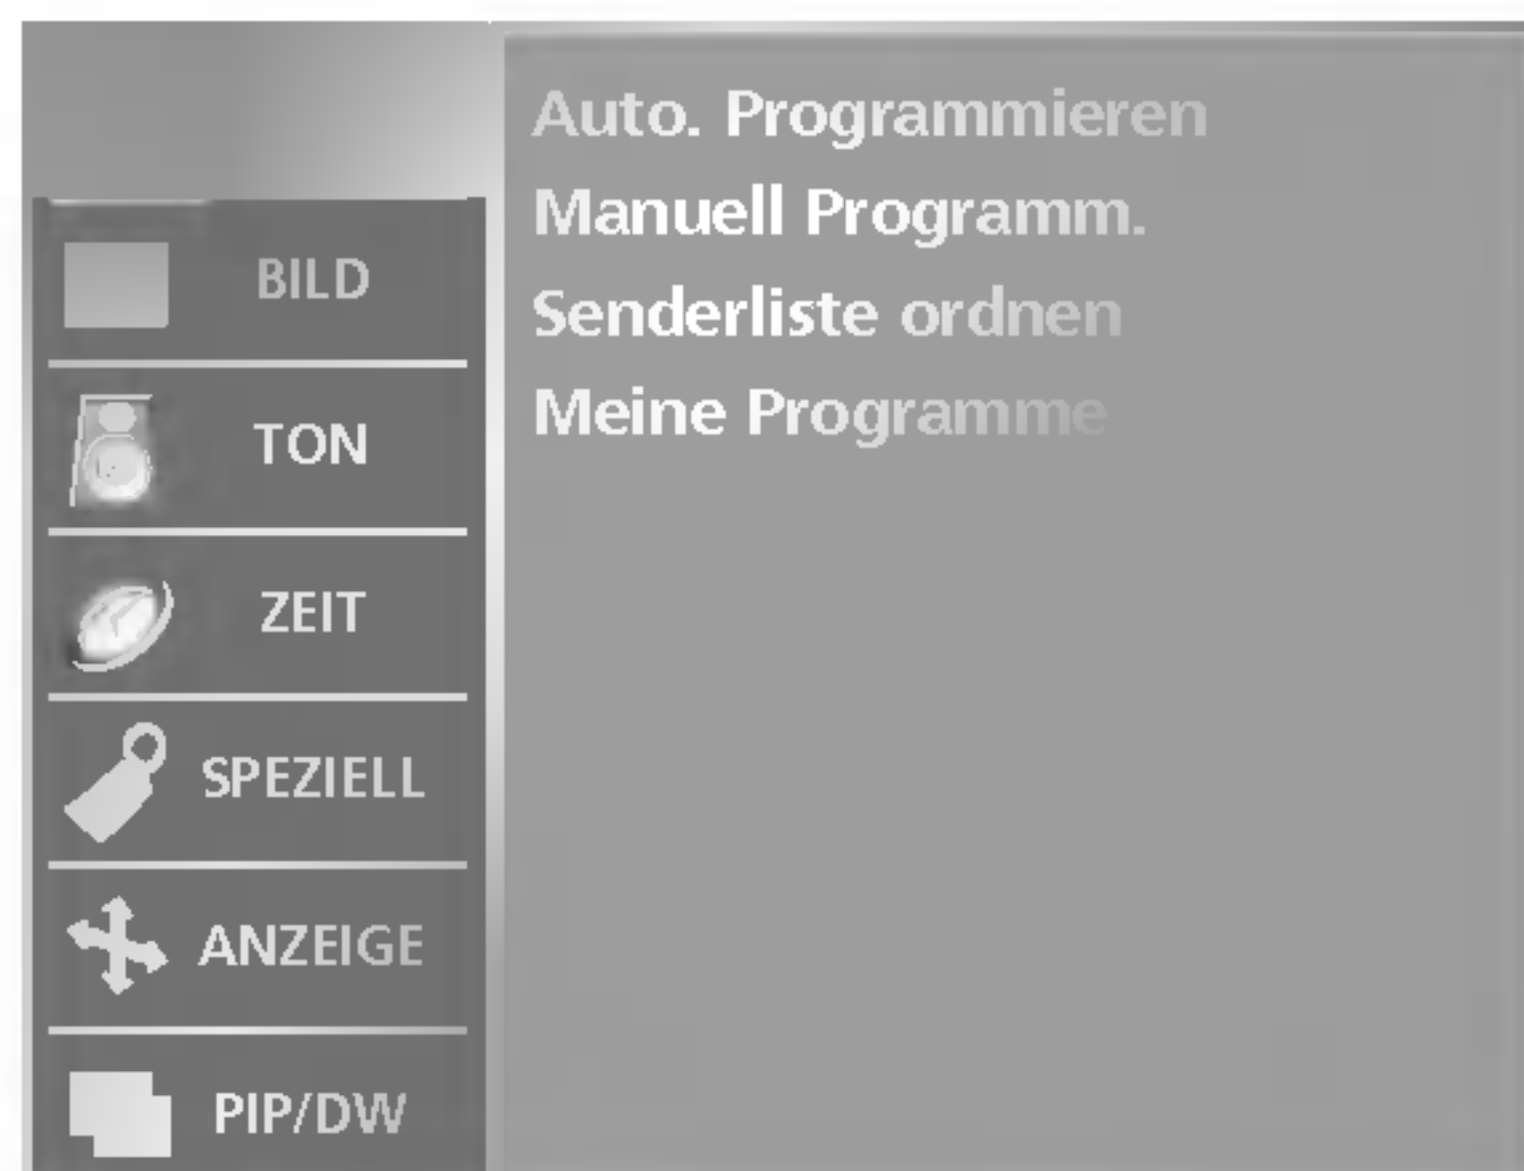 Auto. Programmieren
Manuell Programm.
Senderliste ordnen
Meine Programme
BILD
TON
ZEIT
SPEZIELL
ANZEIGE
PIP/DW